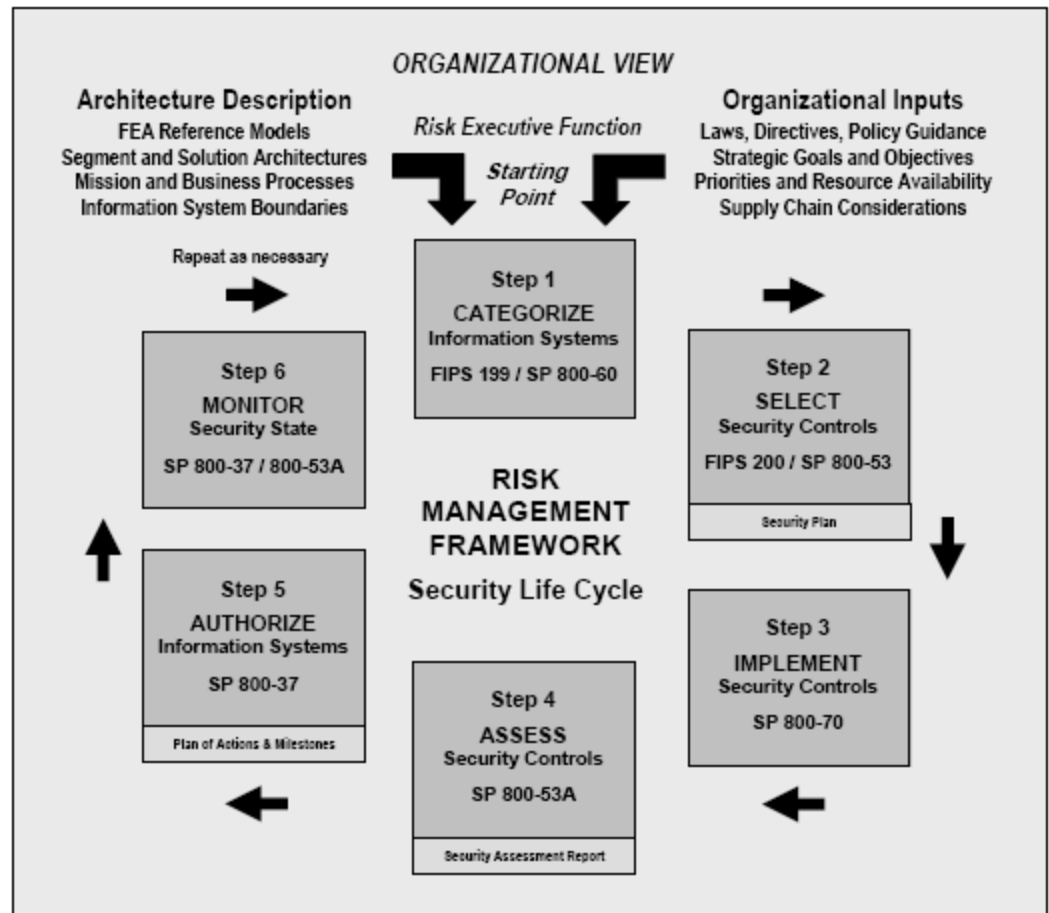 ORGANIZATIONAL VIEW
Architecture Description
FEA Reference Models
Segment and Solution Architectures
Mission and Business Processes
Information System Boundaries
Risk Executive Function
Starting
Point
Organizational Inputs
Laws, Directives, Policy Guidance
Strategic Goals and Objectives
Priorities and Resource Availability
Supply Chain Considerations
Repeat as necessary
Step 1
CATEGORIZE
Information Systems
FIPS 199 / SP 800-60
Step 2
SELECT
Security Controls
FIPS 200 / SP 800-53
Security Plan
Step 3
IMPLEMENT
Security Controls
SP 800-70
Step 4
ASSESS
Security Controls
SP 800-53A
Security Assessment Report
Step 5
AUTHORIZE
Information Systems
SP 800-37
Plan of Actions & Milestones
Step 6
MONITOR
Security State
SP 800-37 / 800-53A
RISK
MANAGEMENT
FRAMEWORK
Security Life Cycle